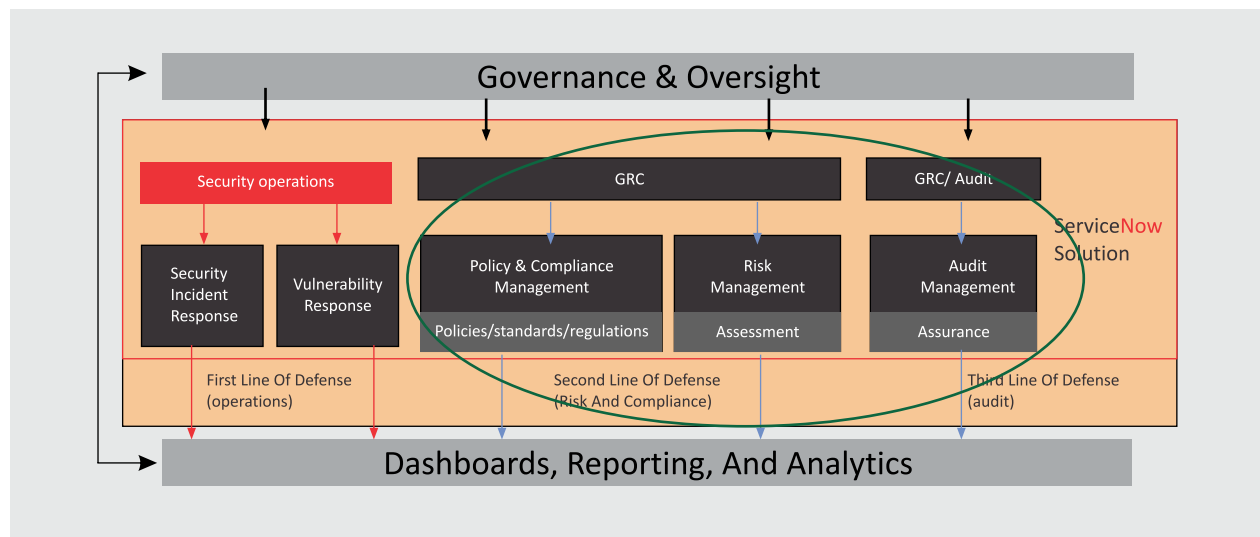 Governance & Oversight
Security operations
GRC
GRC/ Audit
ServiceNow
Solution
Security
Incident
Response
Vulnerability
Response
Policy & Compliance
Management
Policies/standards/regulations
Risk
Management
Assessment
Audit
Management
Assurance
First Line Of Defense
(operations)
Second Line Of Defense
(Risk And Compliance)
Third Line Of Defense
(audit)
Dashboards, Reporting, And Analytics